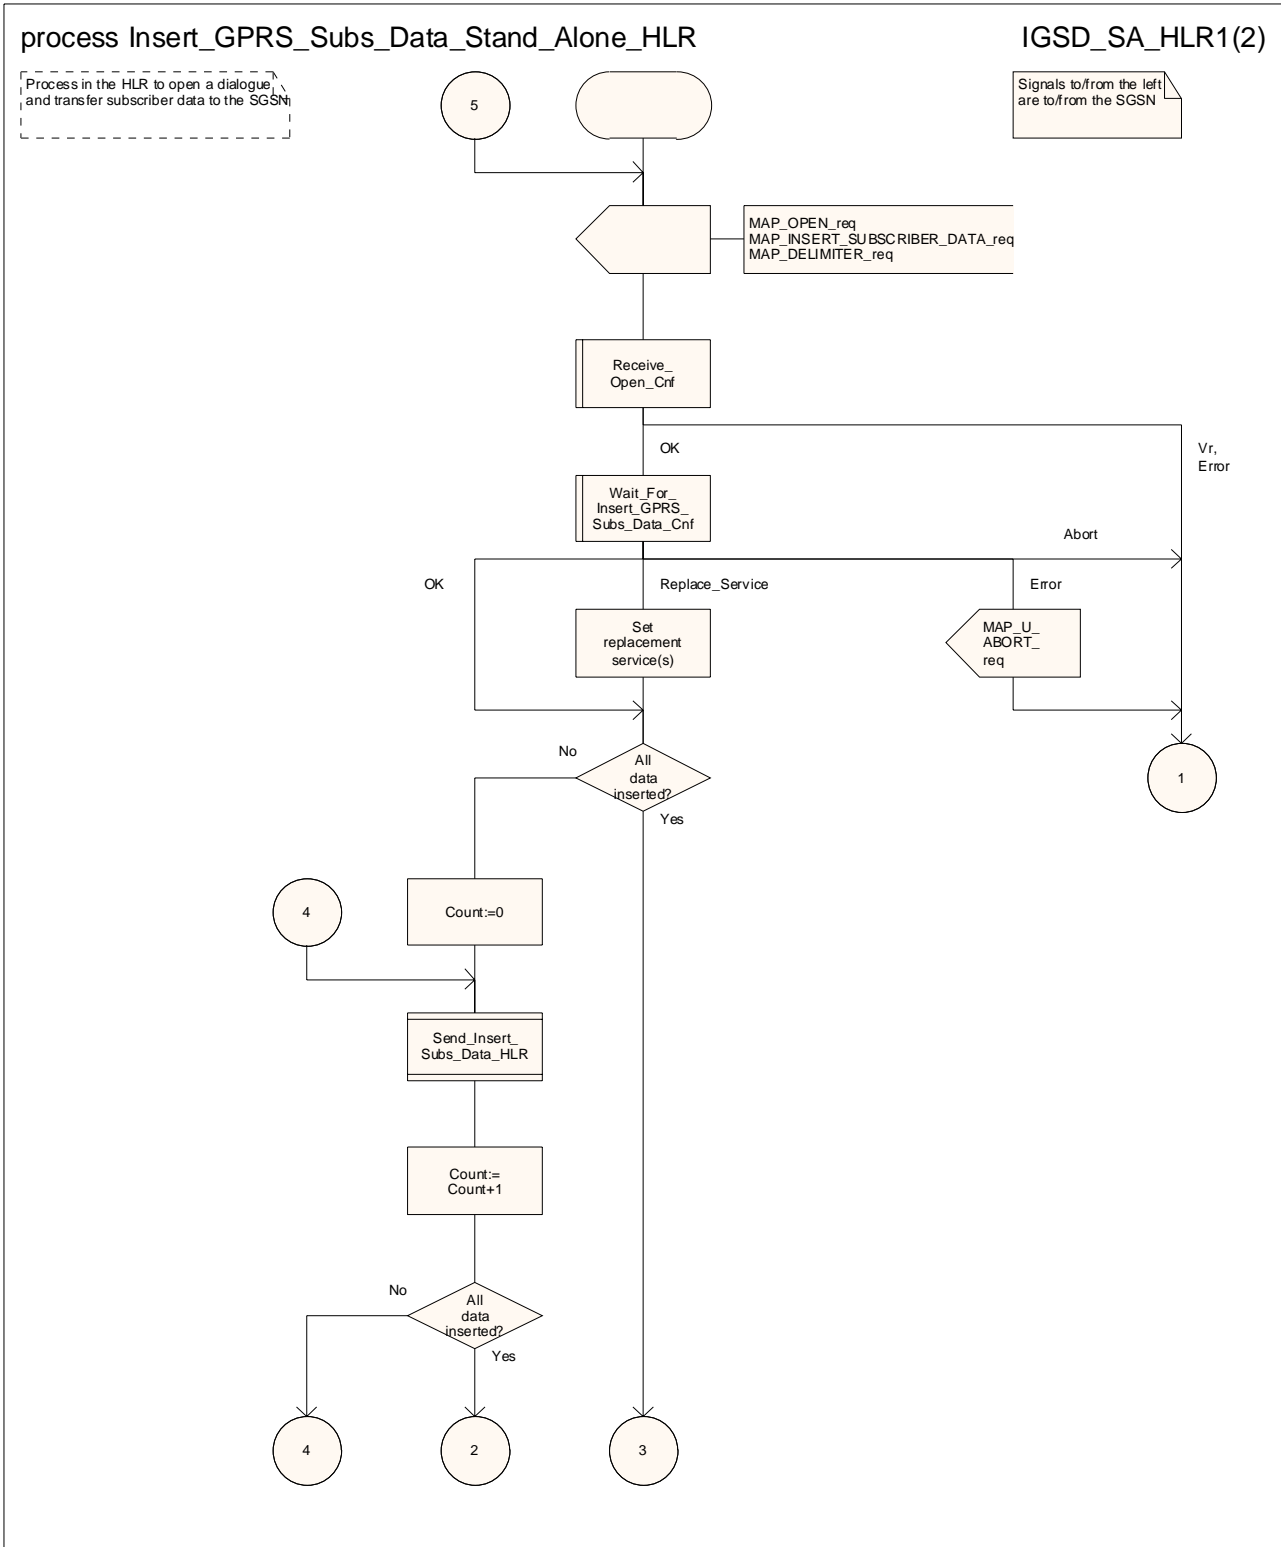 process Insert_GPRS_Subs_Data_Stand_Alone_HLR
IGSD_SA_HLR1(2)
Process in the HLR to open a dialogue
and transfer subscriber data to the SGSN
5
Signals to/from the left
are to/from the SGSN
MAP_OPEN_req
MAP_INSERT_SUBSCRIBER_DATA_req
MAP_DELIMITER_req
Receive_
Open_Cnf
OK
Vr,
Error
Wait_For_
Insert_GPRS_
Subs_Data_Cnf
Abort
OK
Replace_Service
Error
Set
replacement
service(s)
MAP_U_
ABORT_
req
No
All
data
inserted?
Yes
1
4
Count:=0
Send_Insert_
Subs_Data_HLR
Count:=
Count+1
No
All
data
inserted?
Yes
4
2
3